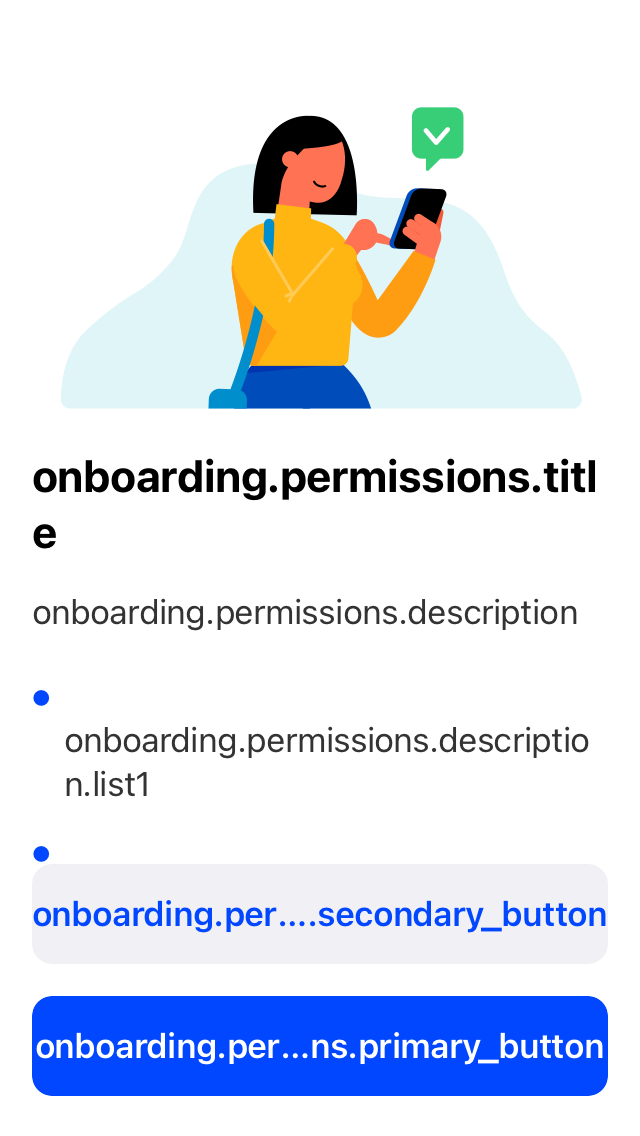 onboarding.permissions.titl
e
onboarding.permissions.description
onboarding.permissions.descriptio
n.list1
onboarding.per....secondary_button
onboarding.per...ns.primary_button